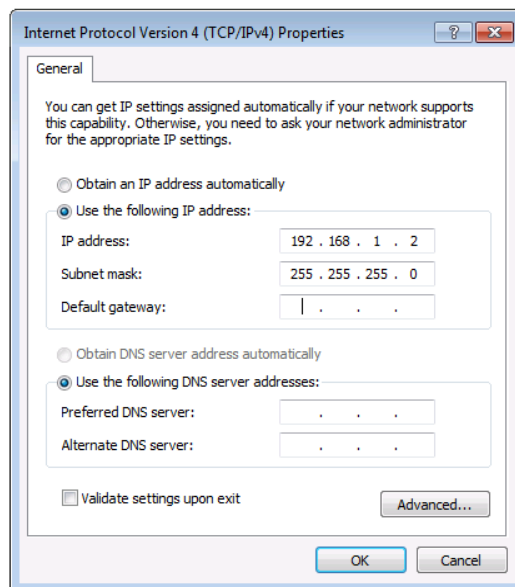 Internet Protocol Version 4 (TCP/IPv4) Properties
General
You can get IP settings assigned automatically if your network supports
this capability. Otherwise, you need to ask your network administrator
for the appropriate IP settings.
Obtain an IP address automatically
Use the following IP address:
IP address: 192 . 168 . 1 . 2
Subnet mask: 255 . 255 . 255 . 0
Default gateway: . . .
Obtain DNS server address automatically
Use the following DNS server addresses:
Preferred DNS server: . . .
Alternate DNS server: . . .
Validate settings upon exit
Advanced...
OK Cancel